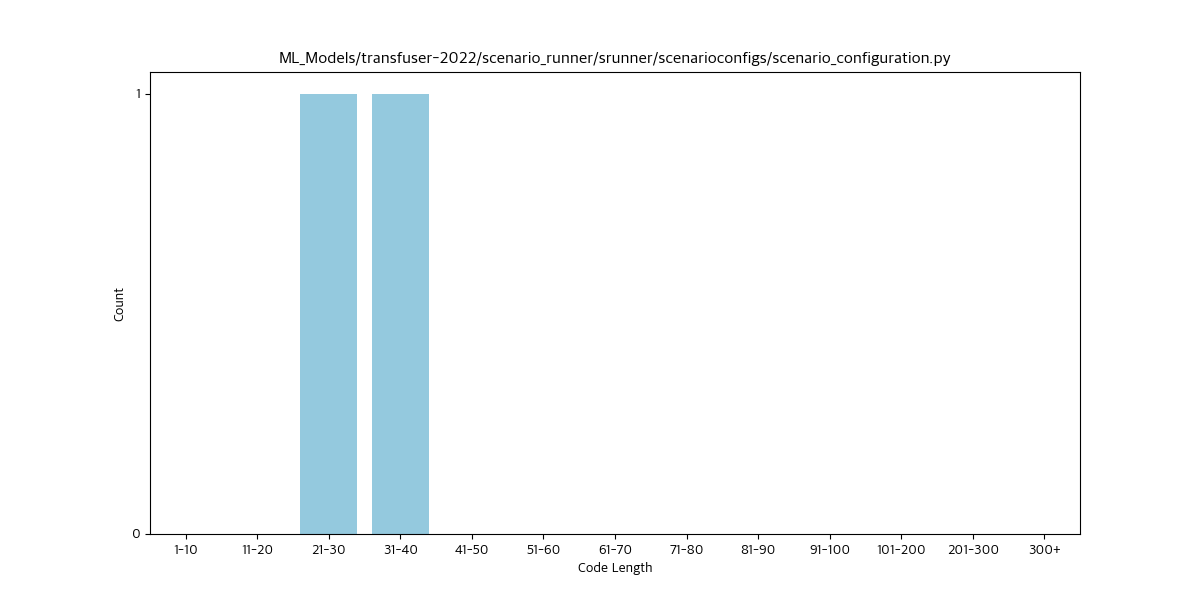 ML_Models/transfuser-2022/scenario_runner/srunner/scenarioconfigs/scenario_configuration.py
1
Count
0
1-10 11-20 21-30 31-40 41-50 51-60 61-70 71-80 81-90 91-100 101-200 201-300 300+
Code Length